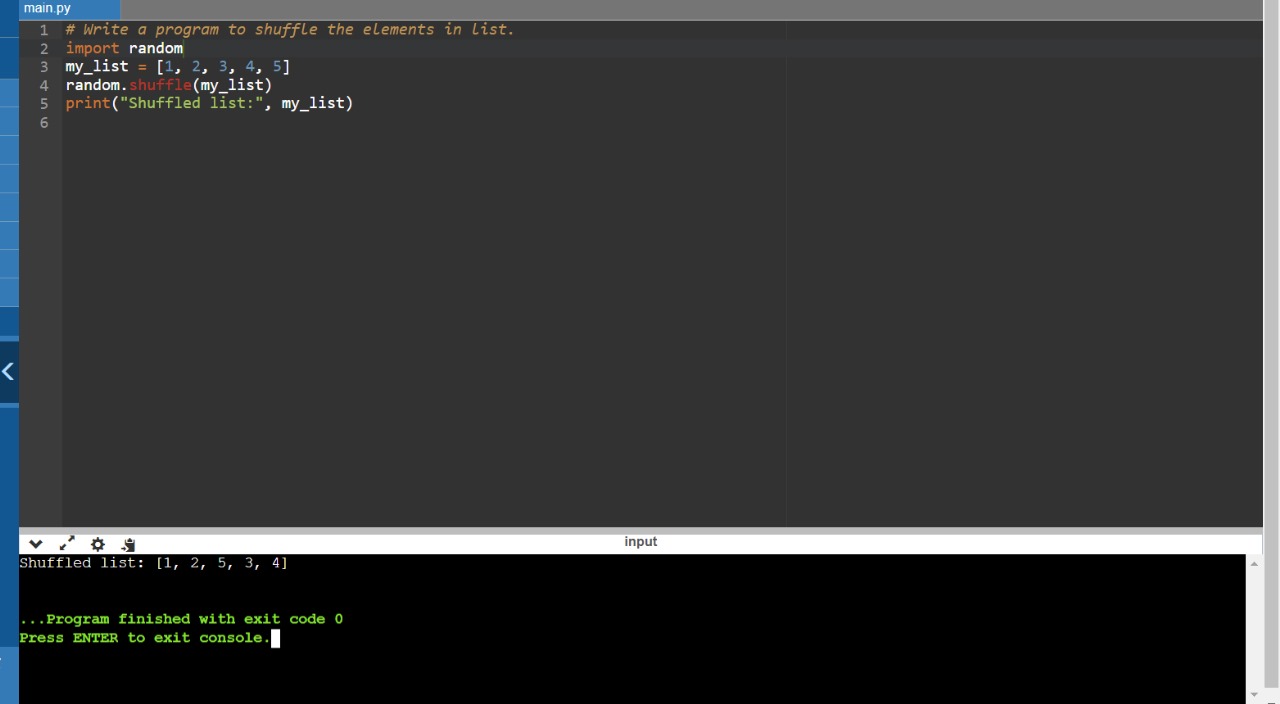 main.py
1 # Write a program to shuffle the elements in list.
2 import random
3 my_list = [1, 2, 3, 4, 5]
4 random.shuffle(my_list)
5 print("Shuffled list:", my_list)
6
input
Shuffled list: [1, 2, 5, 3, 4]
...Program finished with exit code 0
Press ENTER to exit console.